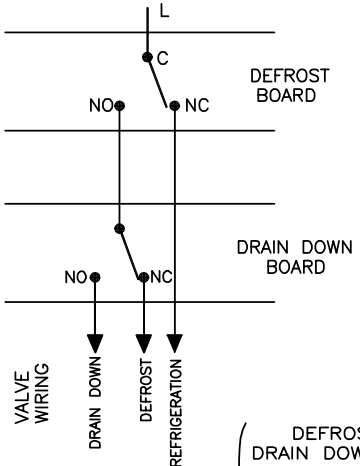 L
C
DEFROST
BOARD
NO
NC
DRAIN DOWN
BOARD
NO
NC
VALVE
WIRING
DRAIN DOWN
DEFROST
REFRIGERATION
DEFROS
DRAIN DOW